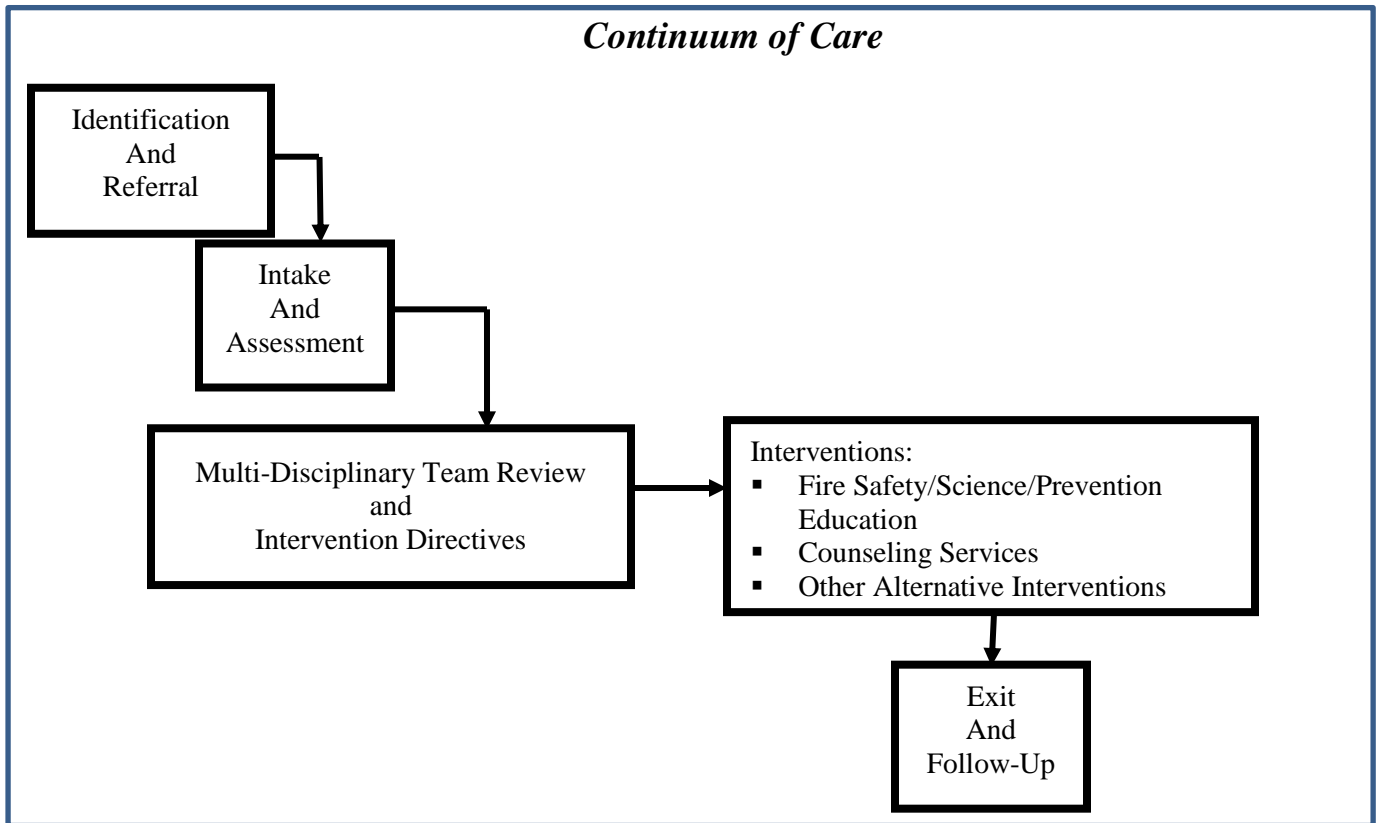 Continuum of Care
Identification
And
Referral
Intake
And
Assessment
Multi-Disciplinary Team Review
and
Intervention Directives
Interventions:
▪ Fire Safety/Science/Prevention
Education
▪ Counseling Services
▪ Other Alternative Interventions
Exit
And
Follow-Up